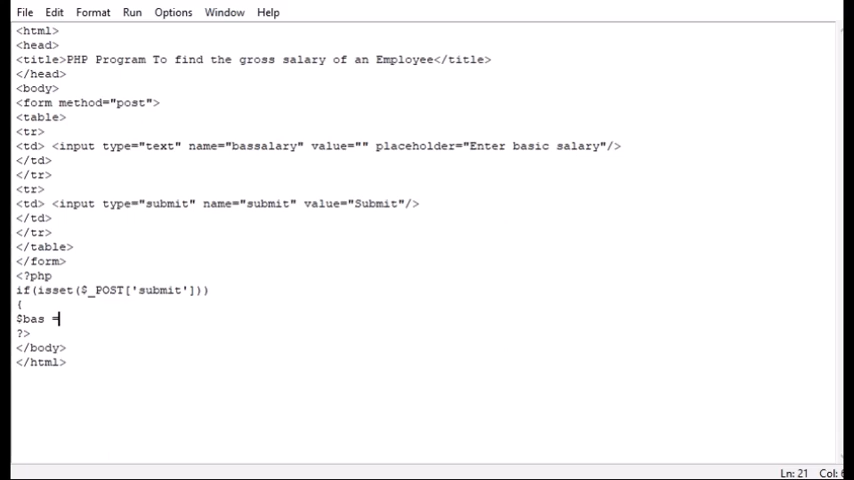 File Edit Format Run Options Window Help
<html>
<head>
<title>PHP Program To find the gross salary of an Employee</title>
</head>
<body>
<form method="post">
<table>
<tr>
<td> <input type="text" name="bassalary" value="" placeholder="Enter basic salary"/>
</td>
</tr>
<tr>
<td> <input type="submit" name="submit" value="Submit"/>
</td>
</tr>
</table>
</form>
<?php
if(isset($_POST['submit']))
{
$bas =
?>
</body>
</html>
Ln: 21 Col: